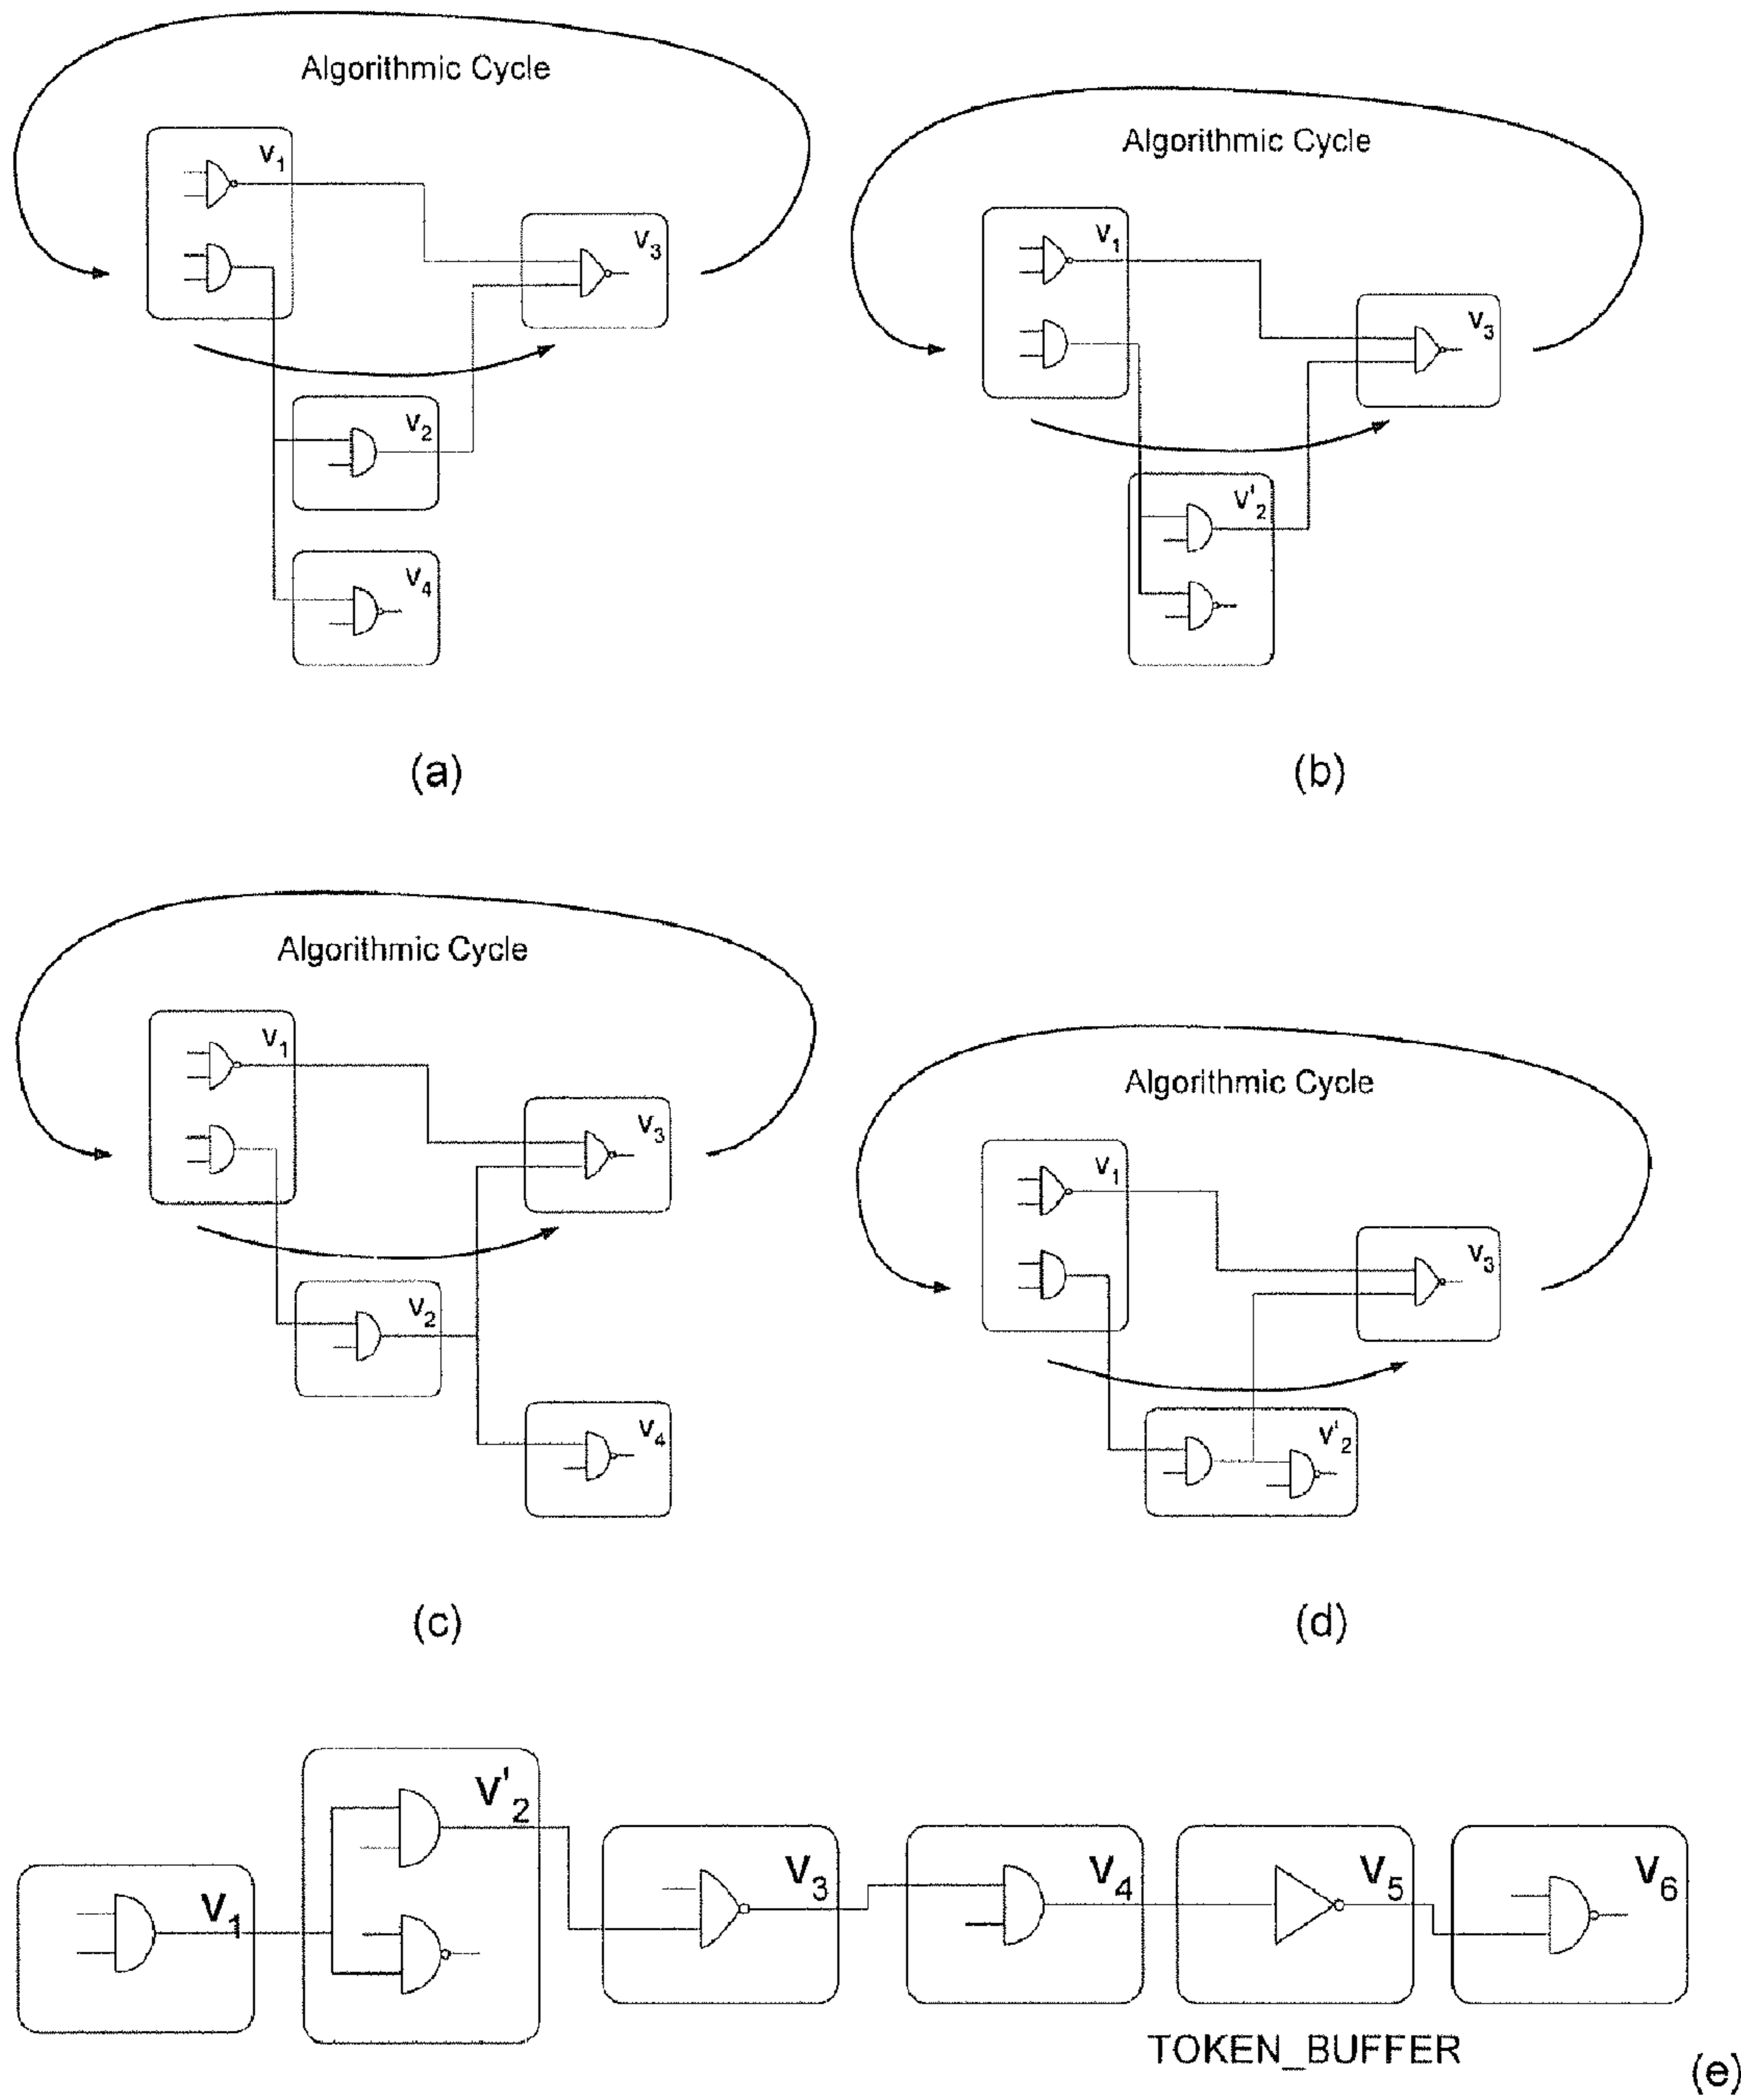 Algorithmic Cycle
V1
V3
V2
V4
(a)
Algorithmic Cycle
V1
V3
V'2
(b)
Algorithmic Cycle
V1
V3
V2
V4
(c)
Algorithmic Cycle
V1
V3
V'2
(d)
V1
V'2
V3
V4
V5
V6
TOKEN_BUFFER
(e)